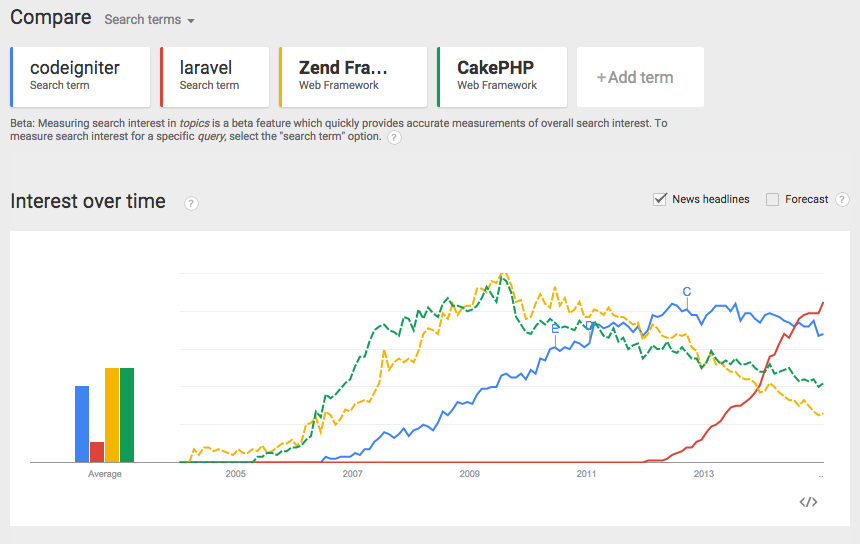 Compare Search terms
codeigniter laravel Zend Fra... CakePHP +Add term
Search term Search term Web Framework Web Framework
Beta: Measuring search interest in topics is a beta feature which quickly provides accurate measurements of overall search interest. To
measure search interest for a specific query, select the "search term" option. ?
Interest over time ? News headlines Forecast ?
C
E D
Average 2005 2007 2009 2011 2013 ..
</>